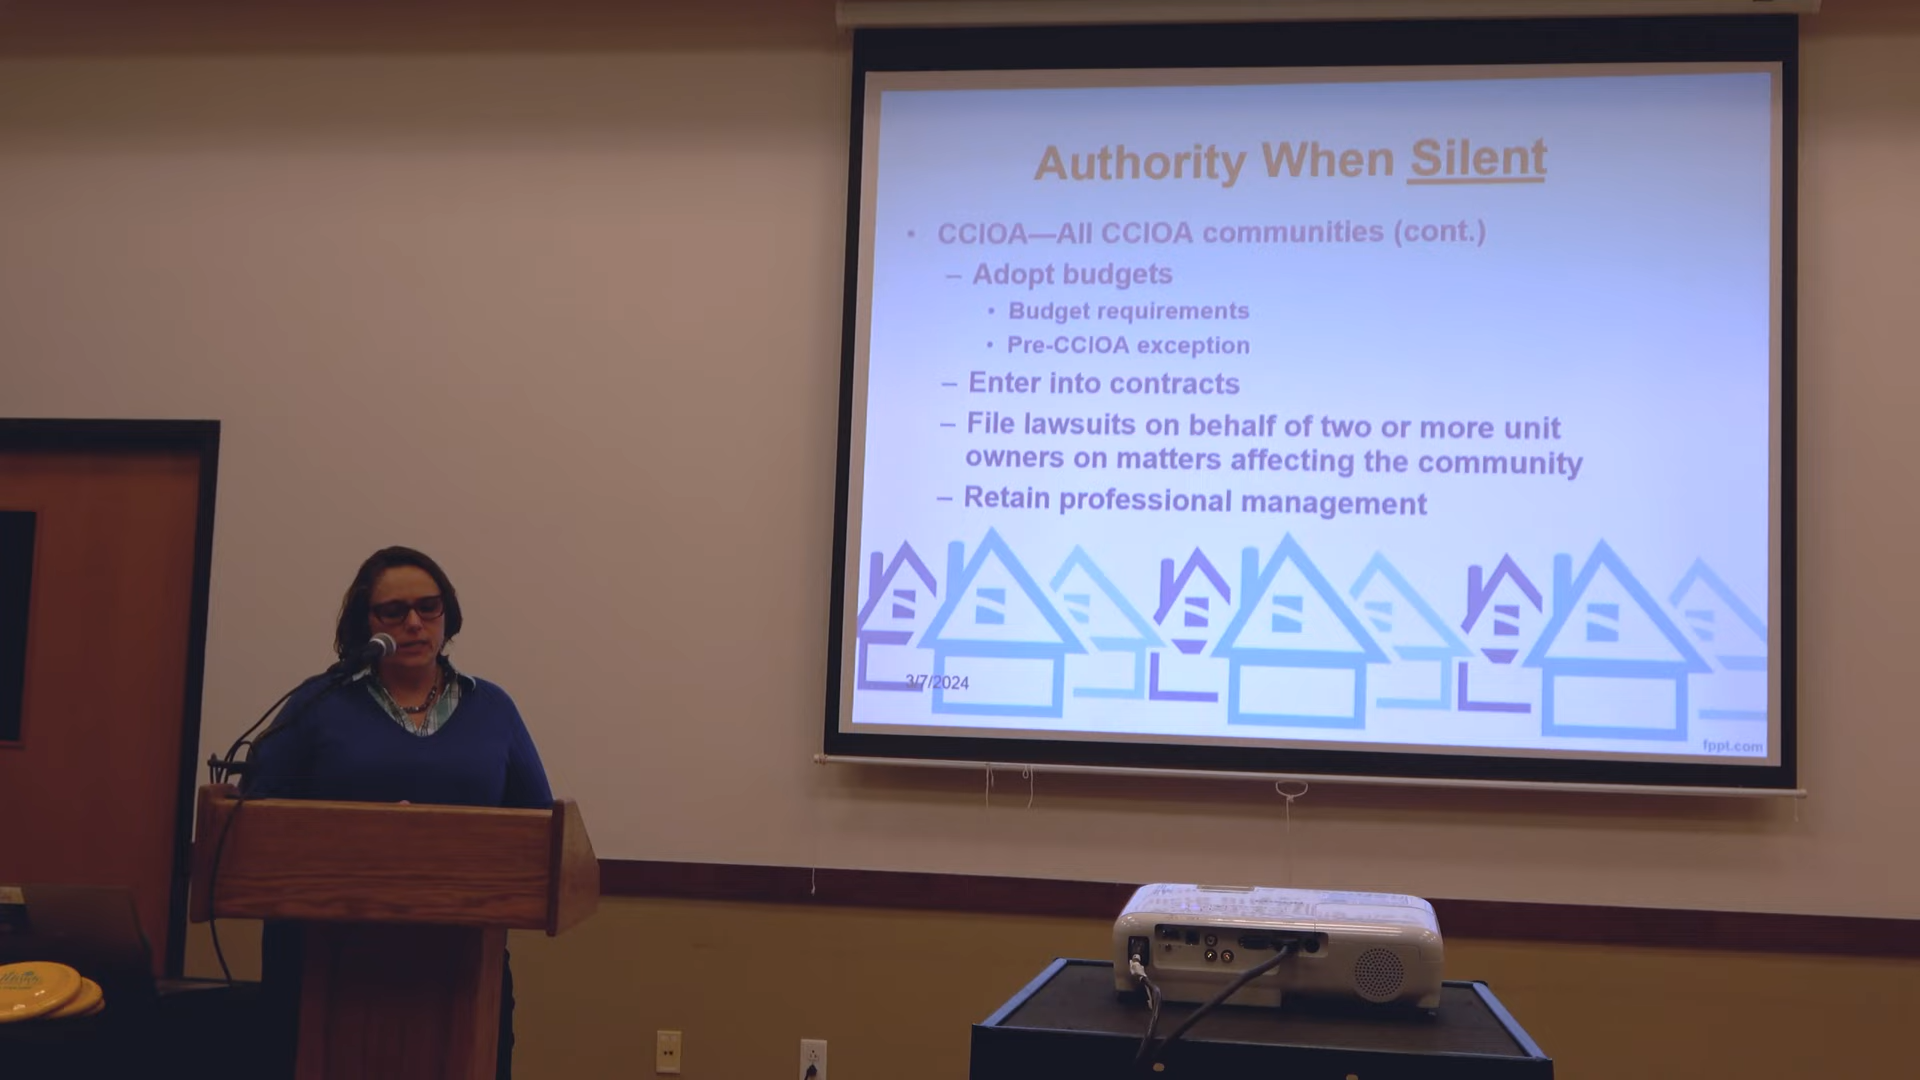 Authority When Silent
• CCIOA—All CCIOA communities (cont.)
– Adopt budgets
• Budget requirements
• Pre-CCIOA exception
– Enter into contracts
– File lawsuits on behalf of two or more unit
owners on matters affecting the community
– Retain professional management
3/7/2024
fppt.com